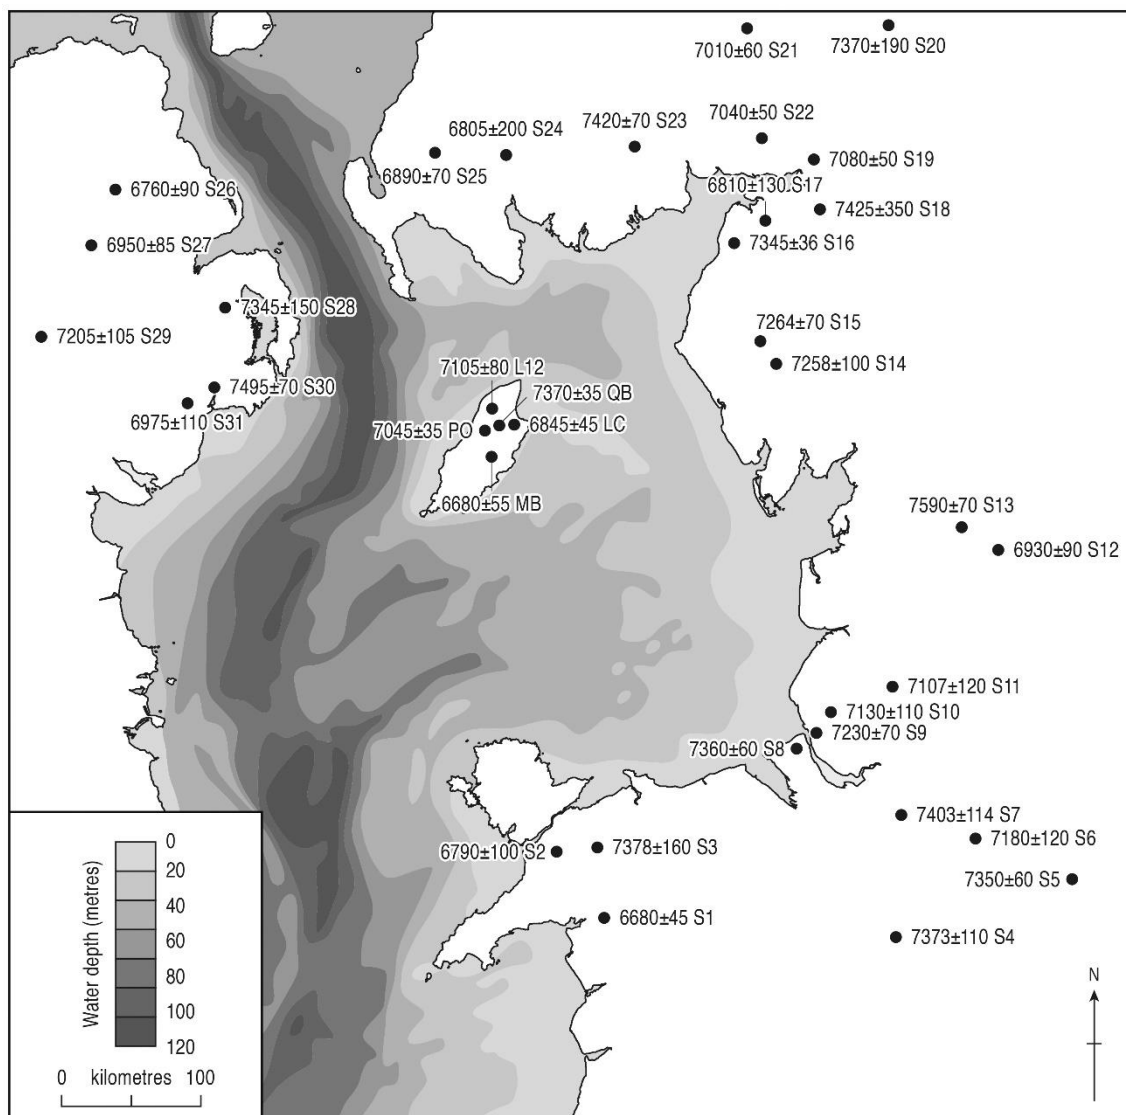 7010±60 S21
7370±190 S20
7040±50 S22
7420±70 S23
6805±200 S24
7080±50 S19
6890±70 S25
6810±130.S17
6760±90 S26
7425±350 S18
6950±85 S27
7345±36 S16
7345±150 S28
7264±70 S15
7205±105 S29
7258±100 S14
7105±80 L12
7495±70 S30
7370±35 QB
6975±110 S31
7045±35 PO
6845±45 LC
6680±55 MB
7590±70 S13
6930±90 S12
7107±120 S11
7130±110 S10
7230±70 S9
7360±60 S8
7403±114 S7
7180±120 S6
6790±100 S2
7378±160 S3
7350±60 S5
6680±45 S1
7373±110 S4
Water depth (metres)
0
20
40
60
80
100
120
0 kilometres 100
N